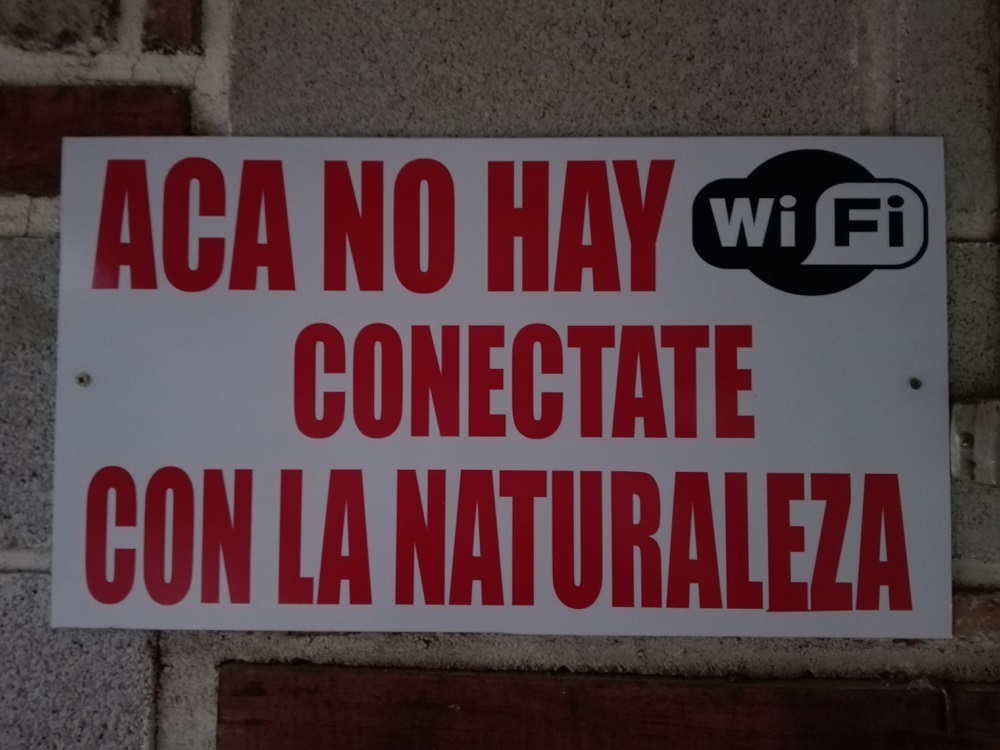 ACA NO HAY WiFi
CONECTATE
CON LA NATURALEZA